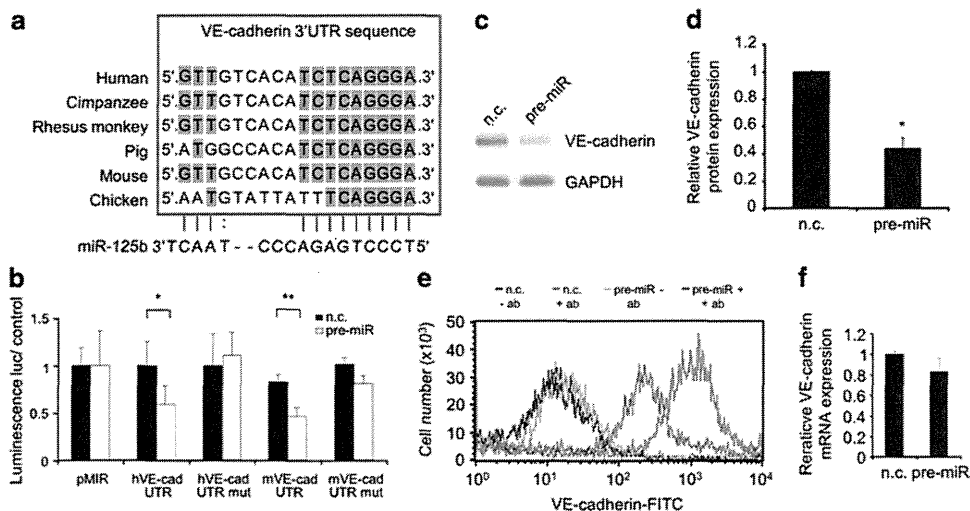 a
VE-cadherin 3'UTR sequence
Human 5'.GTTGTCACATCTCAGGGA.3'
Cimpanzee 5'.GTTGTCACATCTCAGGGA.3'
Rhesus monkey 5'.GTTGTCACATCTCAGGGA.3'
Pig 5'.ATGGCCACATCTCAGGGA.3'
Mouse 5'.GTTGCCACATCTCAGGGA.3'
Chicken 5'.AATGTATTATTTCAGGGA.3'
miR-125b 3'TCAAT--CCCAGAGTCCCT5'
b
Luminescence luc/ control
1.5
1
0.5
0
*
**
n.c.
pre-miR
pMIR
hVE-cad UTR
hVE-cad UTR mut
mVE-cad UTR
mVE-cad UTR mut
c
n.c.
pre-miR
VE-cadherin
GAPDH
d
Relative VE-cadherin
protein expression
1.2
1
0.8
0.6
0.4
0.2
0
*
n.c.
pre-miR
e
n.c. - ab
n.c. + ab
pre-miR - ab
pre-miR + + ab
Cell number (x10³)
50
40
30
20
10
0
10⁰
10¹
10²
10³
10⁴
VE-cadherin-FITC
f
Rerative VE-cadherin
mRNA expression
1.2
1
0.8
0.6
0.4
0.2
0
n.c. pre-miR